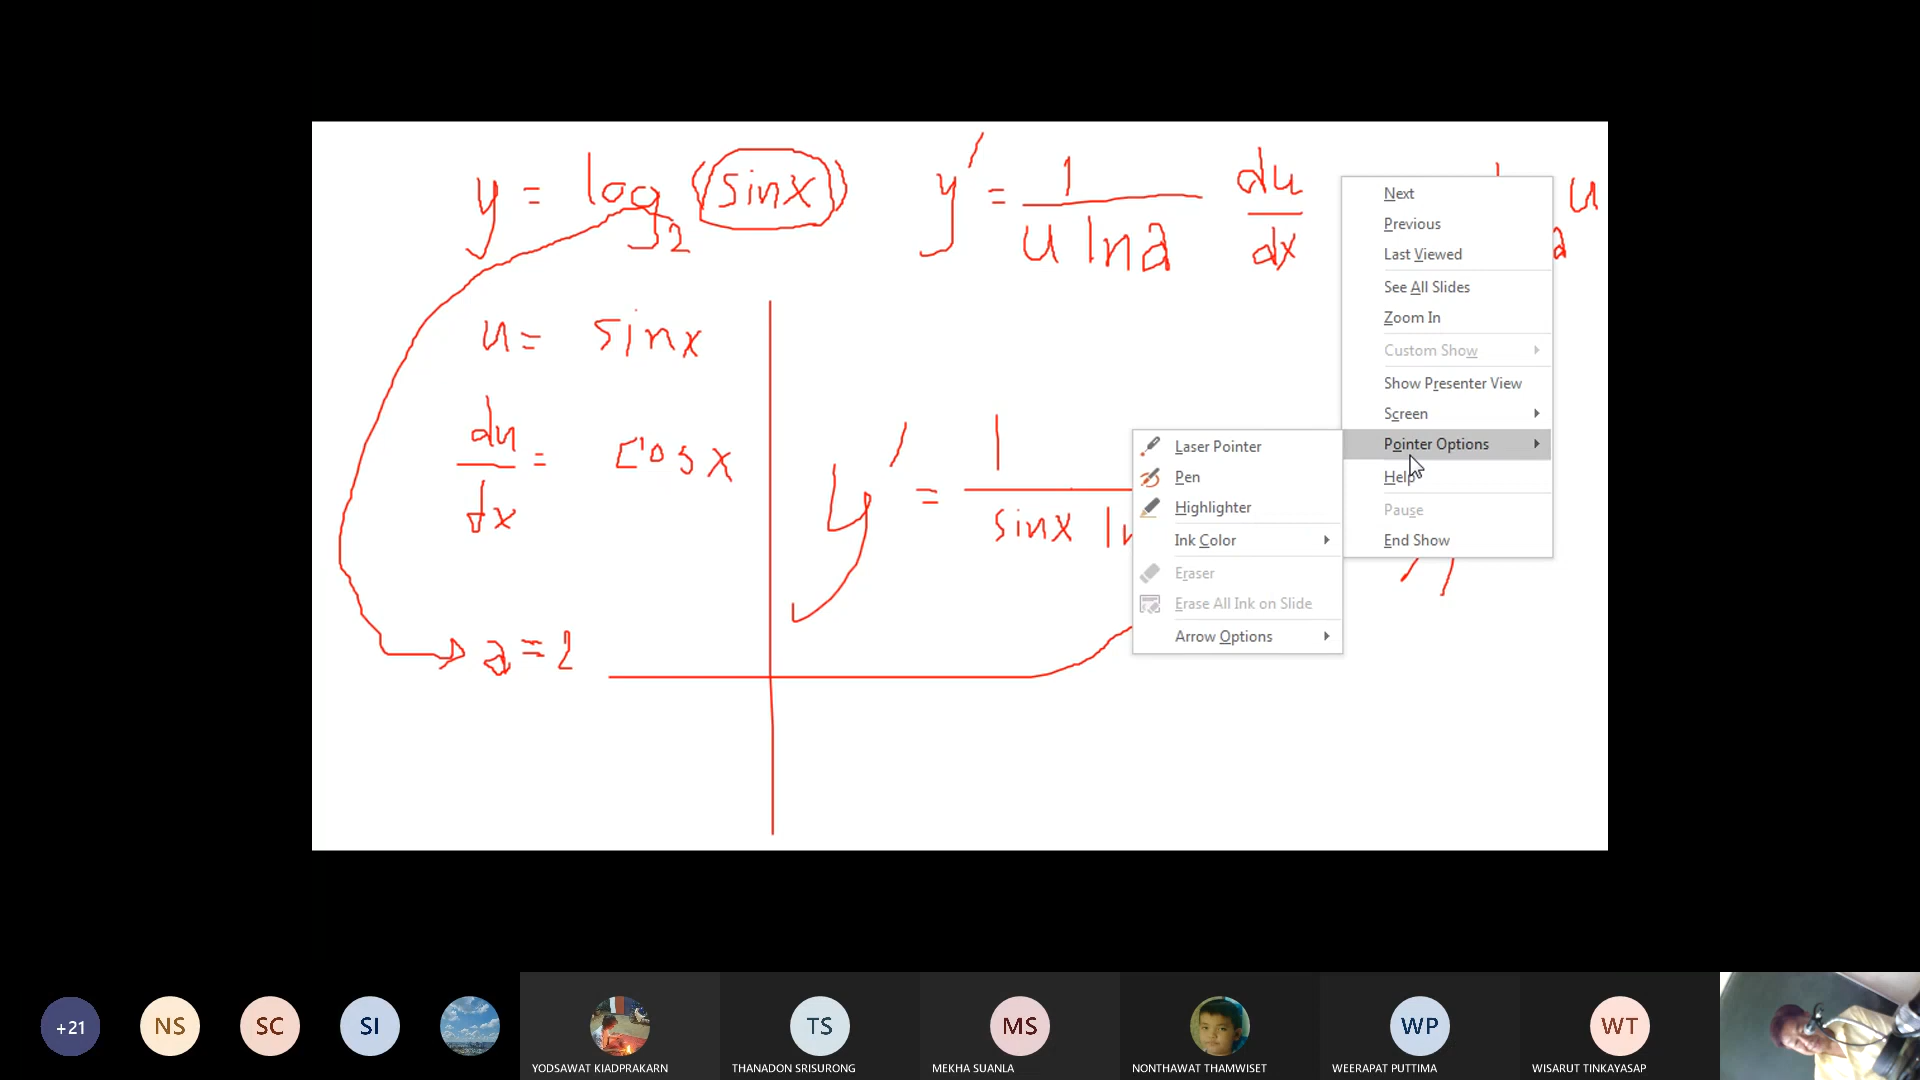 y = log₂ (sinx) y' = 1 / u ln a du/dx u
a
u = sinx
du/dx = cos x
y' = 1 / sinx ln
a = 2
Next
Previous
Last Viewed
See All Slides
Zoom In
Custom Show
Show Presenter View
Screen
Pointer Options
Help
Pause
End Show
Laser Pointer
Pen
Highlighter
Ink Color
Eraser
Erase All Ink on Slide
Arrow Options
+21 NS SC SI TS MS WP WT
YODSAWAT KIADPRAKARN THANADON SRISURONG MEKHA SUANLA NONTHAWAT THAMWISET WEERAPAT PUTTIMA WISARUT TINKAYASAP